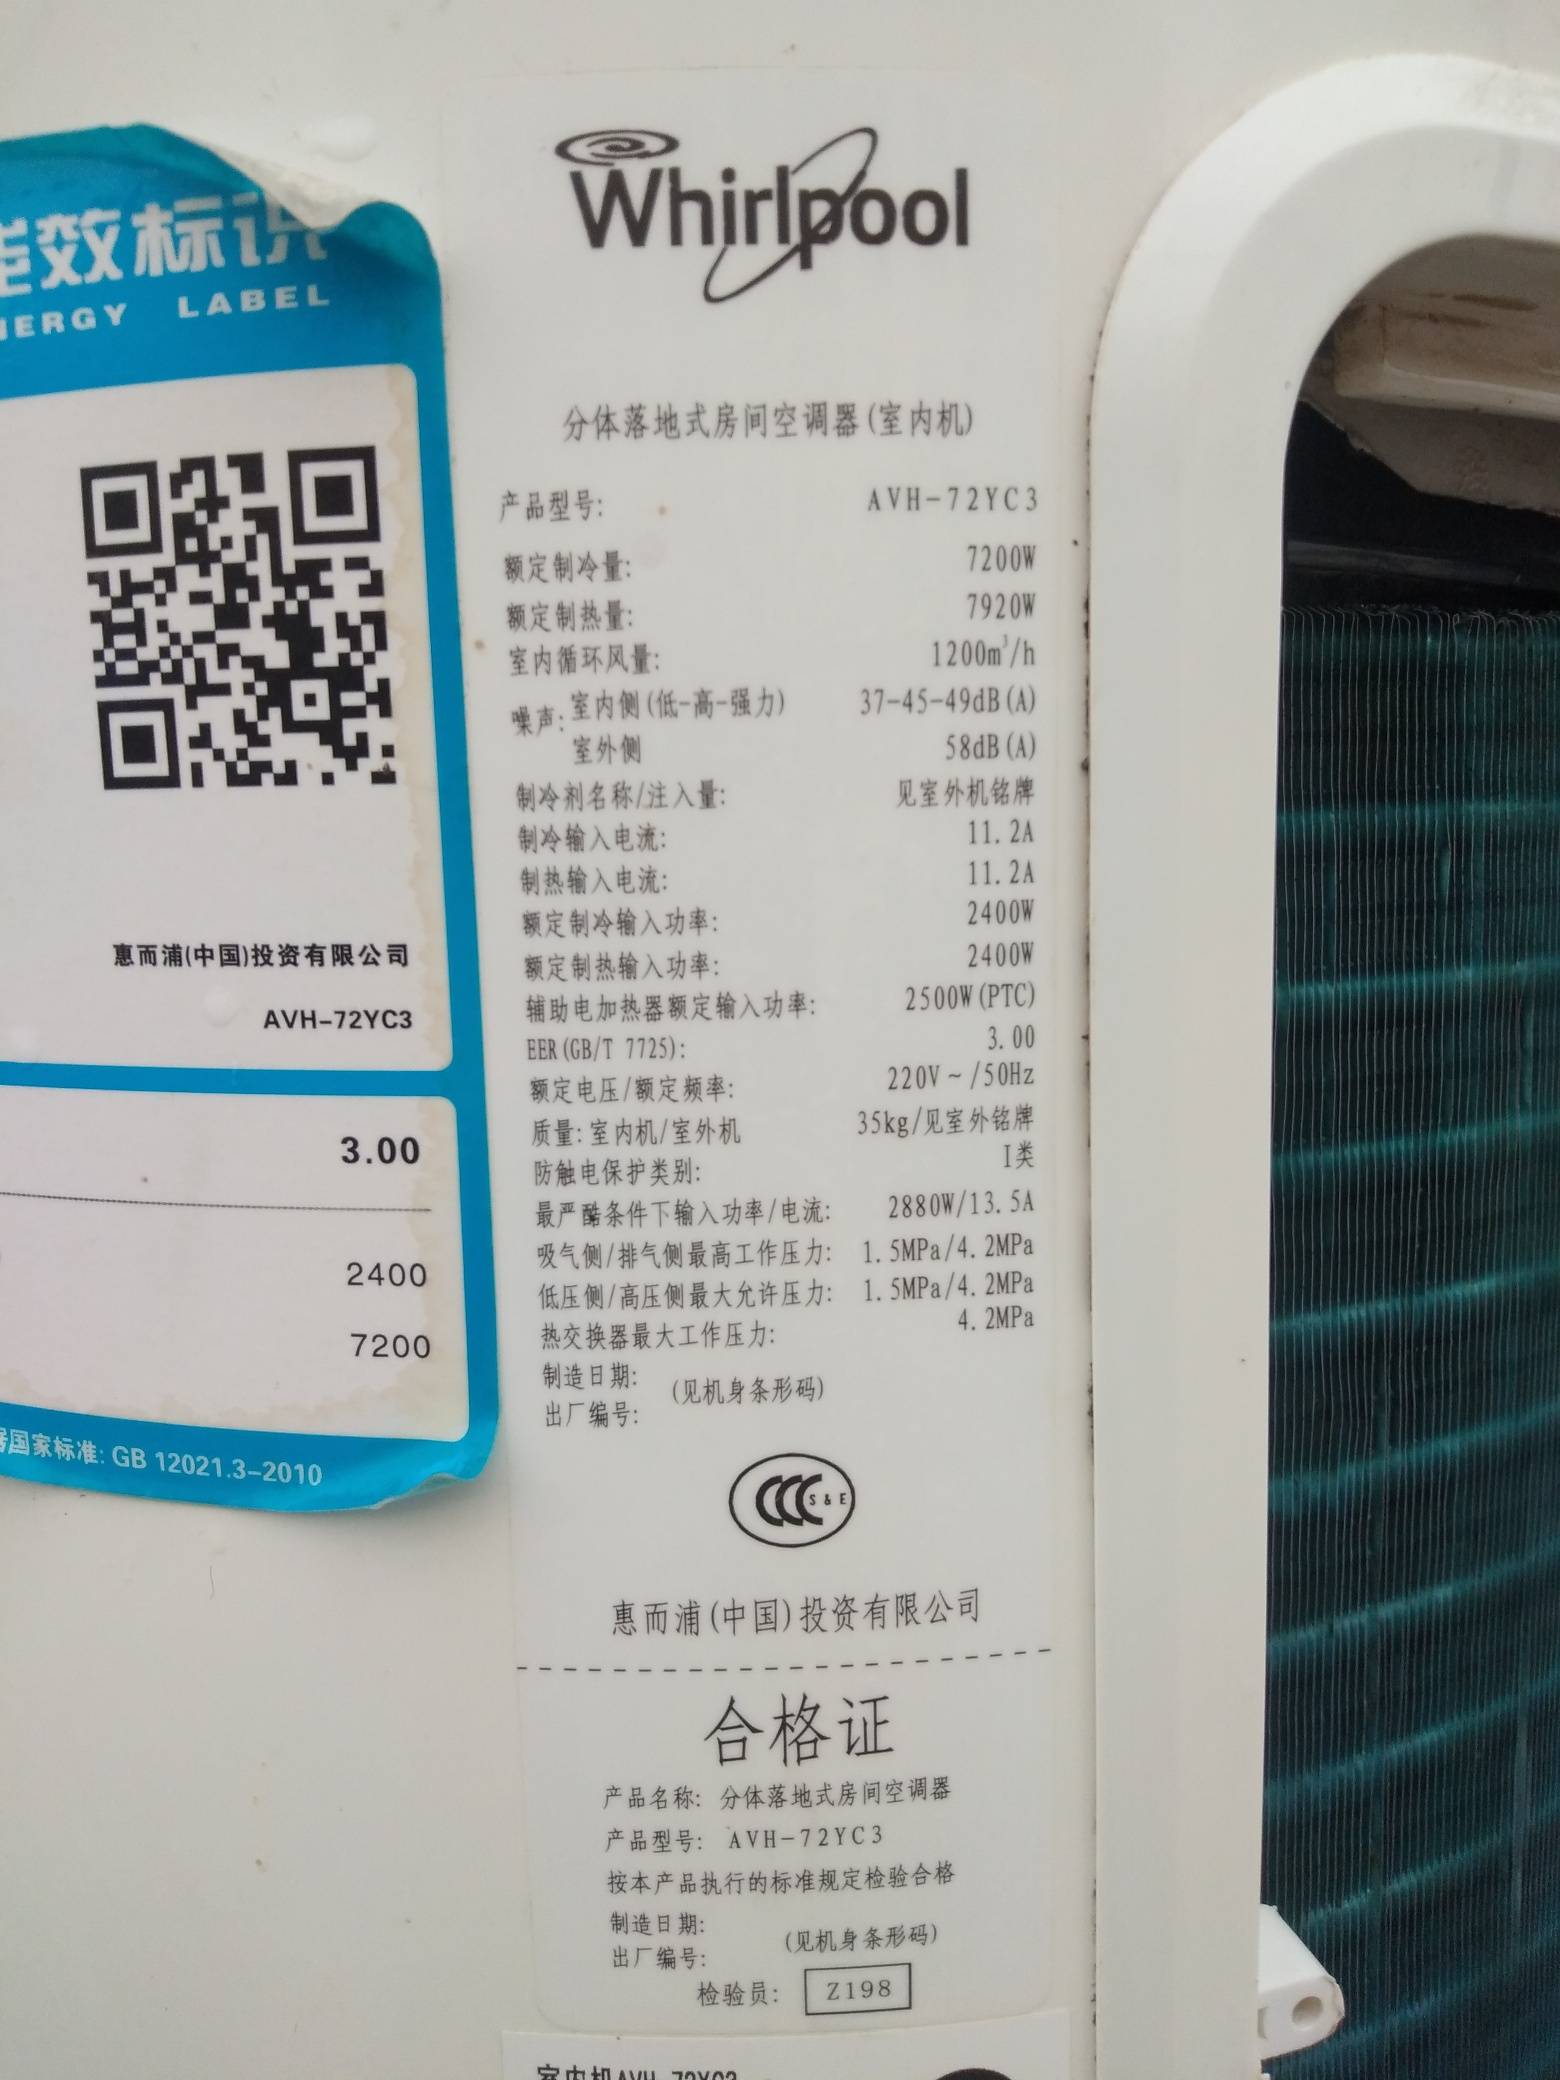 效标识
ENERGY LABEL
惠而浦(中国)投资有限公司
AVH-72YC3
3.00
2400
7200
国家标准: GB 12021.3-2010
Whirlpool
分体落地式房间空调器(室内机)
产品型号: AVH-72YC3
额定制冷量: 7200W
额定制热量: 7920W
室内循环风量: 1200m³/h
噪声: 室内侧(低-高-强力) 37-45-49dB(A)
室外侧 58dB(A)
制冷剂名称/注入量: 见室外机铭牌
制冷输入电流: 11.2A
制热输入电流: 11.2A
额定制冷输入功率: 2400W
额定制热输入功率: 2400W
辅助电加热器额定输入功率: 2500W(PTC)
EER(GB/T 7725): 3.00
额定电压/额定频率: 220V~/50Hz
质量: 室内机/室外机 35kg/见室外铭牌
防触电保护类别: I类
最严酷条件下输入功率/电流: 2880W/13.5A
吸气侧/排气侧最高工作压力: 1.5MPa/4.2MPa
低压侧/高压侧最大允许压力: 1.5MPa/4.2MPa
热交换器最大工作压力: 4.2MPa
制造日期:
(见机身条形码)
出厂编号:
CCC S&E
惠而浦(中国)投资有限公司
合格证
产品名称: 分体落地式房间空调器
产品型号: AVH-72YC3
按本产品执行的标准规定检验合格
制造日期:
(见机身条形码)
出厂编号:
检验员: Z198
室内机AVH-72YC3